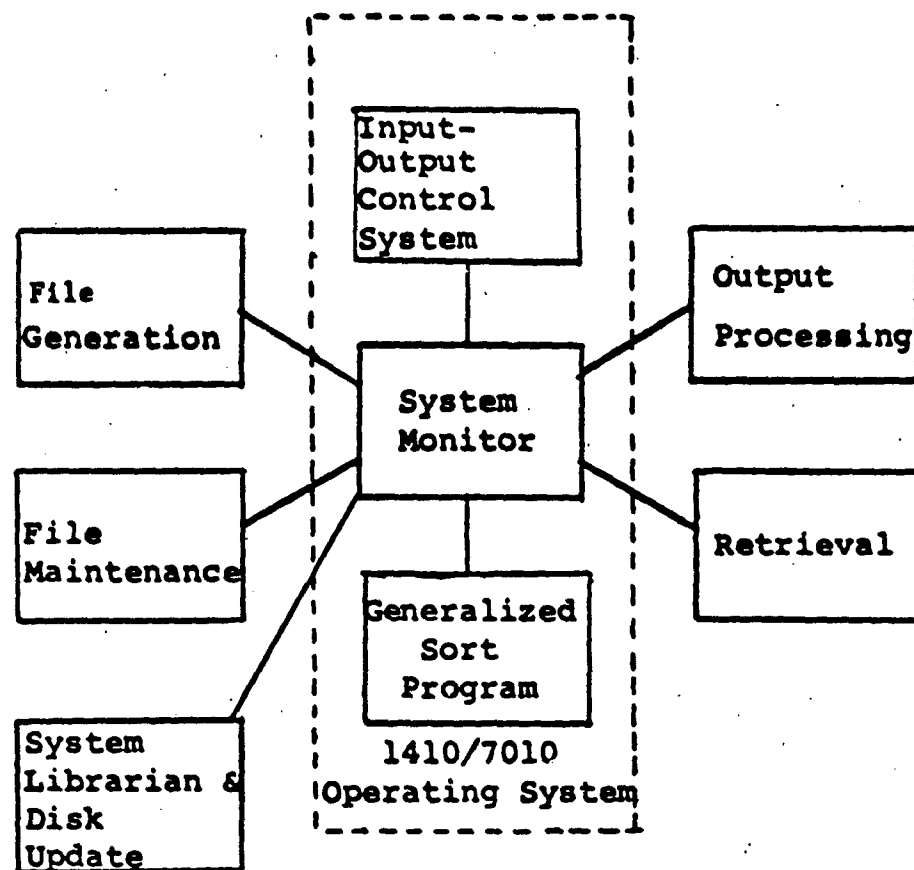 Input-
Output
Control
System
File
Generation
Output
Processing
System
Monitor
File
Maintenance
Retrieval
Generalized
Sort
Program
System
Librarian &
Disk
Update
1410/7010
Operating System